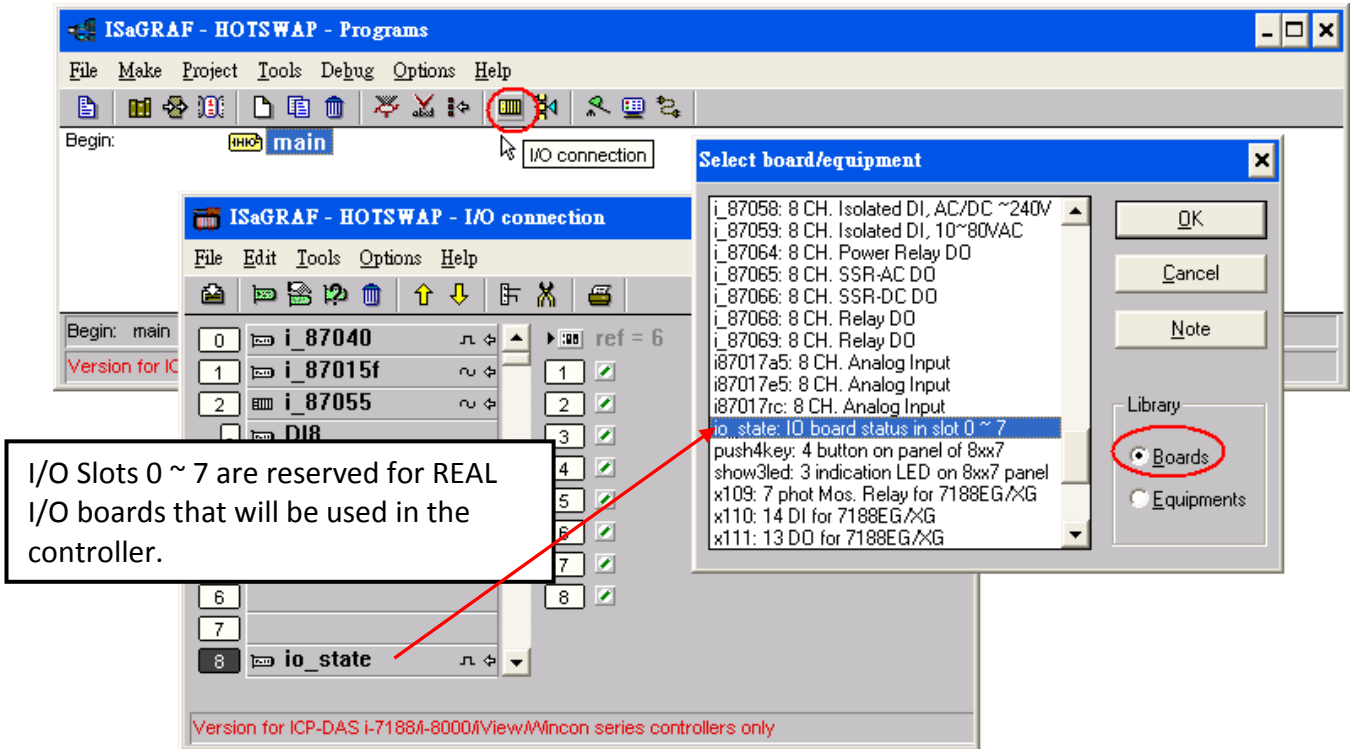 ISaGRAF - HOTSWAP - Programs
File Make Project Tools Debug Options Help
Begin:
main
I/O connection
Begin: main
Version for IC
ISaGRAF - HOTSWAP - I/O connection
File Edit Tools Options Help
0 i_87040
1 i_87015f
2 i_87055
DI8
6
7
8 io_state
ref = 6
1
2
3
4
5
6
7
8
Version for ICP-DAS i-7188/i-8000/iView/Wincon series controllers only
I/O Slots 0 ~ 7 are reserved for REAL
I/O boards that will be used in the
controller.
Select board/equipment
i_87058: 8 CH. Isolated DI, AC/DC ~240V
i_87059: 8 CH. Isolated DI, 10~80VAC
i_87064: 8 CH. Power Relay DO
i_87065: 8 CH. SSR-AC DO
i_87066: 8 CH. SSR-DC DO
i_87068: 8 CH. Relay DO
i_87069: 8 CH. Relay DO
i87017a5: 8 CH. Analog Input
i87017e5: 8 CH. Analog Input
i87017rc: 8 CH. Analog Input
io_state: IO board status in slot 0 ~ 7
push4key: 4 button on panel of 8xx7
show3led: 3 indication LED on 8xx7 panel
x109: 7 phot Mos. Relay for 7188EG/XG
x110: 14 DI for 7188EG/XG
x111: 13 DO for 7188EG/XG
OK
Cancel
Note
Library
Boards
Equipments